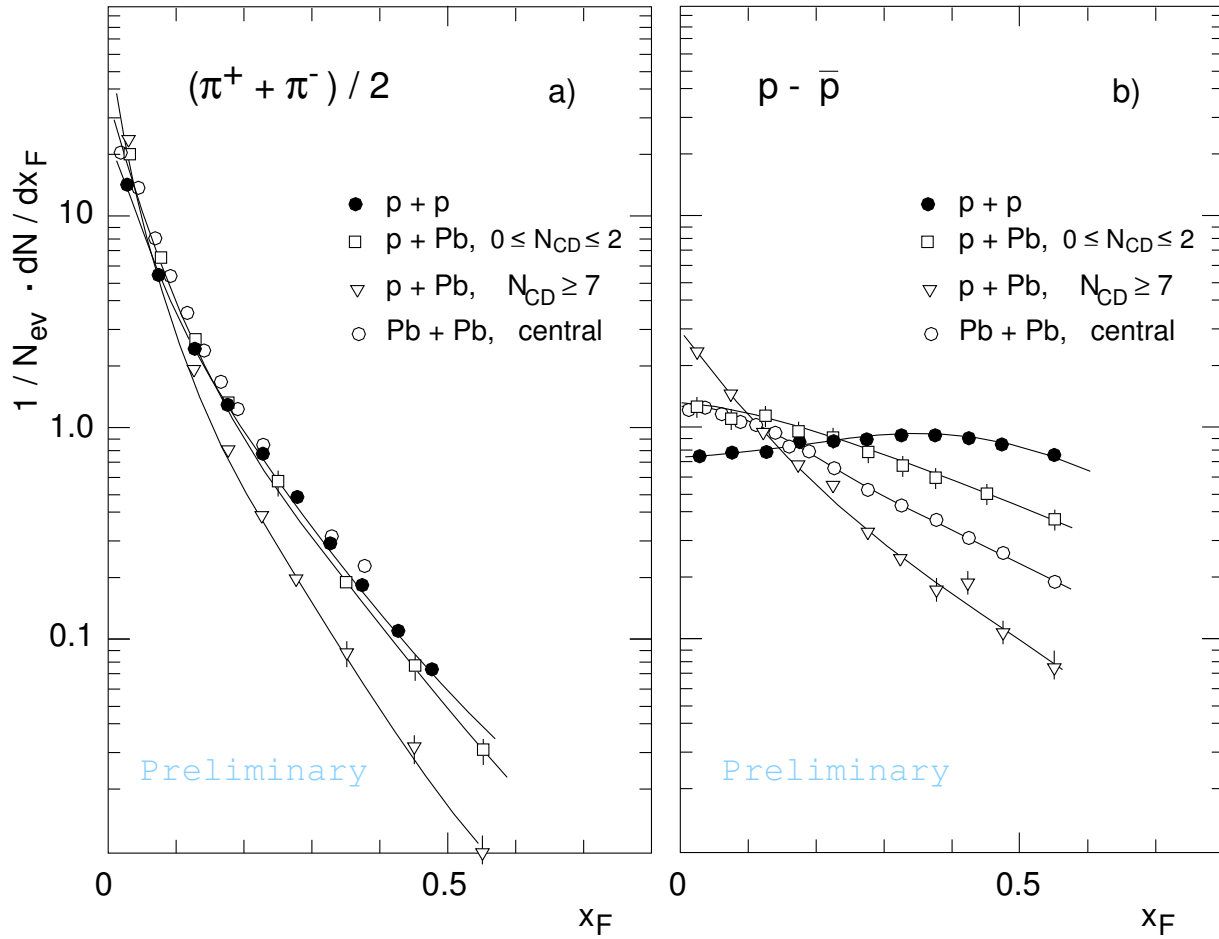 (π⁺ + π⁻) / 2
a)
1 / N_ev · dN / dx_F
p + p
p + Pb, 0 ≤ N_CD ≤ 2
p + Pb, N_CD ≥ 7
Pb + Pb, central
10
1.0
0.1
Preliminary
0
0.5
x_F
p - p̅
b)
p + p
p + Pb, 0 ≤ N_CD ≤ 2
p + Pb, N_CD ≥ 7
Pb + Pb, central
Preliminary
0
0.5
x_F